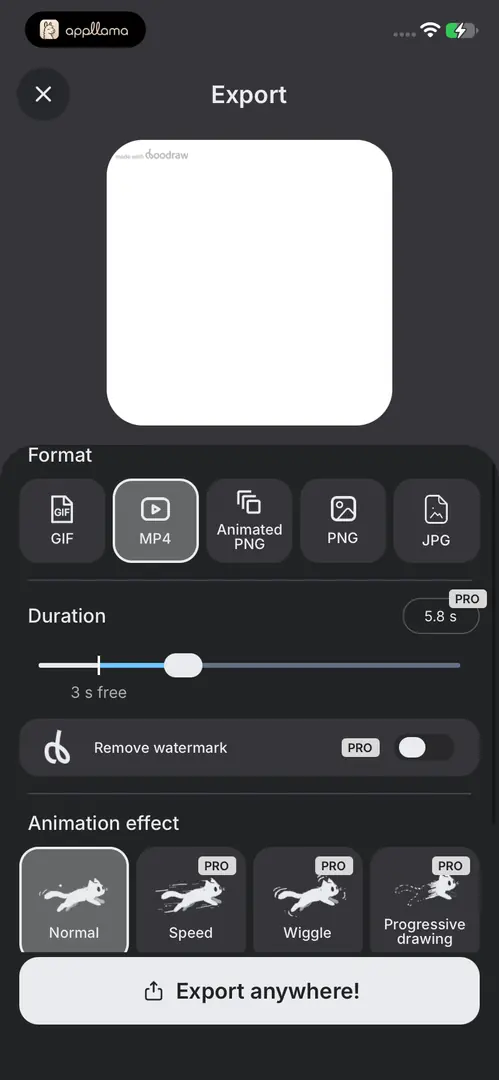 appllama
Export
made with doodraw
Format
GIF
GIF
MP4
Animated
PNG
PNG
JPG
Duration
PRO
5.8 s
3 s free
Remove watermark
PRO
Animation effect
PRO
PRO
PRO
Normal
Speed
Wiggle
Progressive
drawing
Export anywhere!